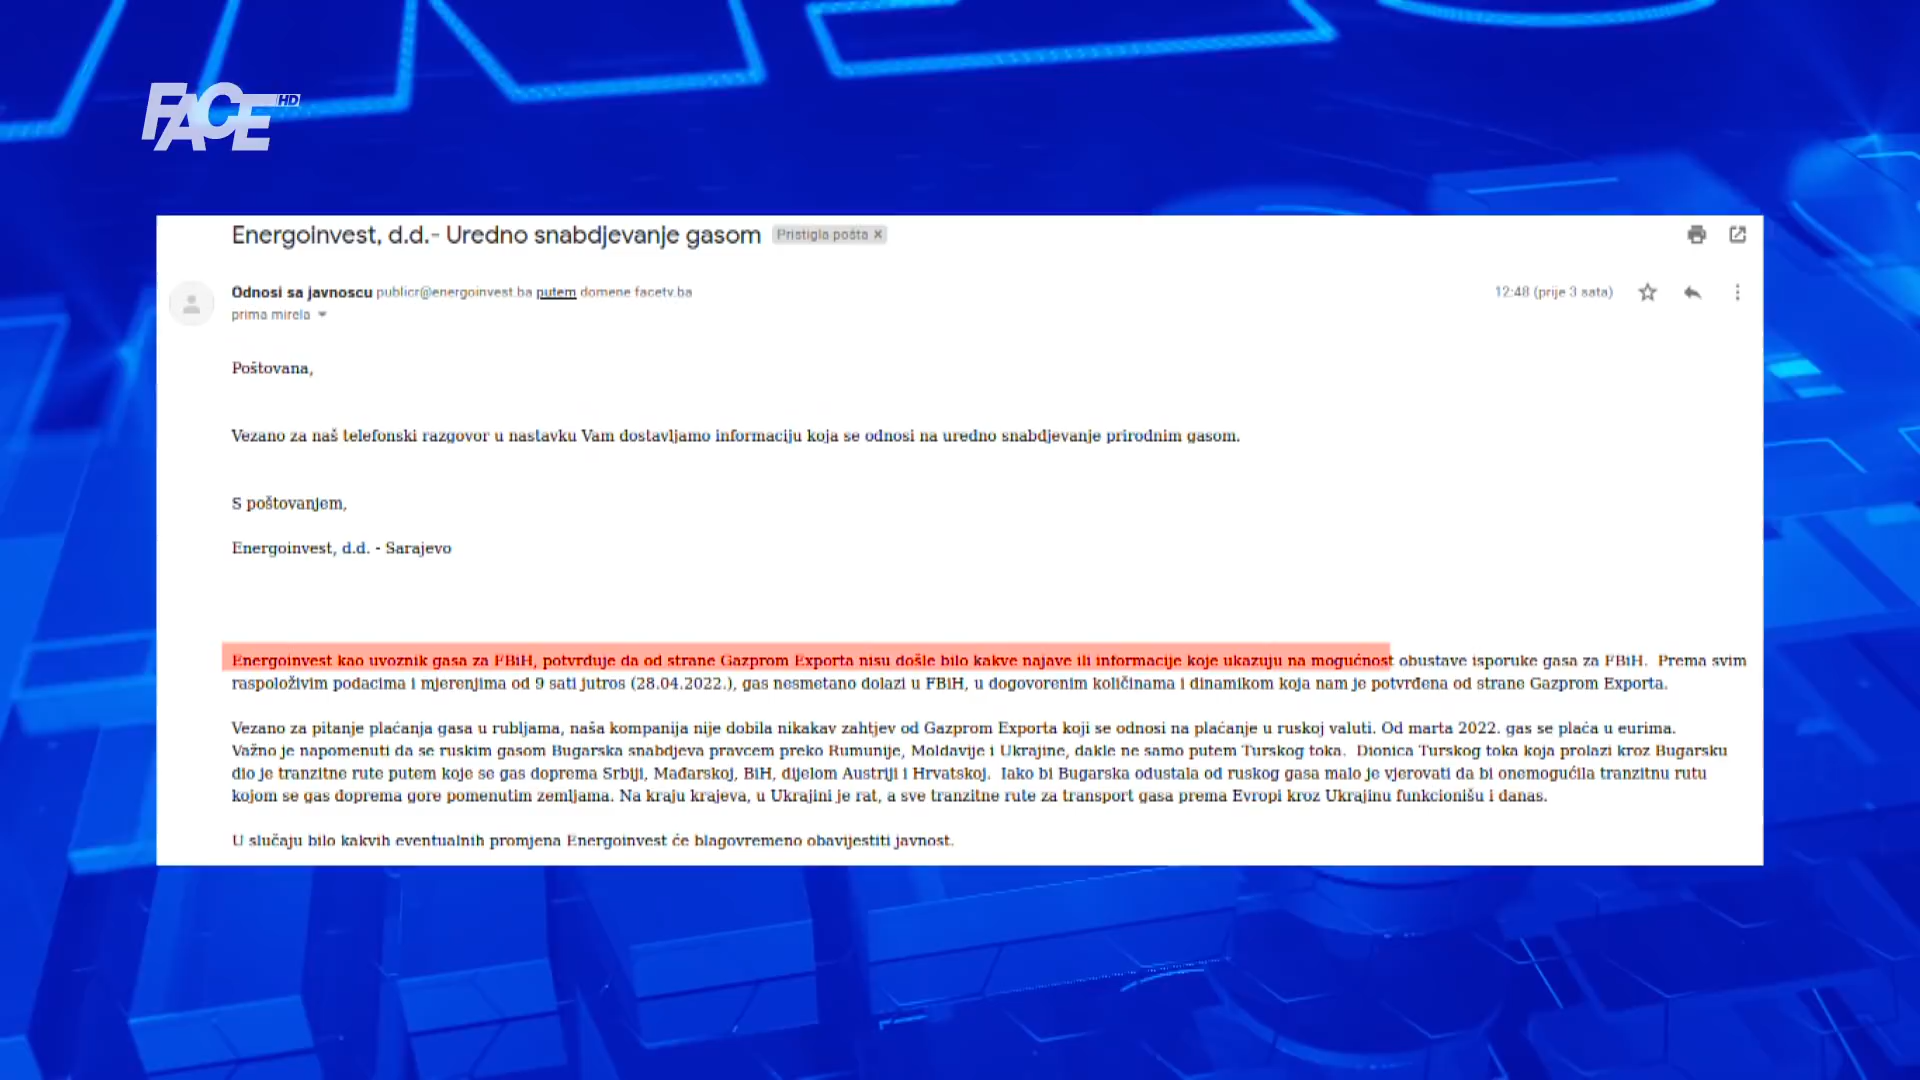 FACE HD
EnergoInvest, d.d.- Uredno snabdjevanje gasom Pristigla pošta ×
Odnosi sa javnoscu publicr@energoinvest.ba putem domene facetv.ba
12:48 (prije 3 sata)
prima mirela
Poštovana,
Vezano za naš telefonski razgovor u nastavku Vam dostavljamo informaciju koja se odnosi na uredno snabdjevanje prirodnim gasom.
S poštovanjem,
Energoinvest, d.d. - Sarajevo
Energoinvest kao uvoznik gasa za FBiH, potvrđuje da od strane Gazprom Exporta nisu došle bilo kakve najave ili informacije koje ukazuju na mogućnost obustave isporuke gasa za FBiH. Prema svim
raspoloživim podacima i mjerenjima od 9 sati jutros (28.04.2022.), gas nesmetano dolazi u FBiH, u dogovorenim količinama i dinamikom koja nam je potvrđena od strane Gazprom Exporta.
Vezano za pitanje plaćanja gasa u rubljama, naša kompanija nije dobila nikakav zahtjev od Gazprom Exporta koji se odnosi na plaćanje u ruskoj valuti. Od marta 2022. gas se plaća u eurima.
Važno je napomenuti da se ruskim gasom Bugarska snabdjeva pravcem preko Rumunije, Moldavije i Ukrajine, dakle ne samo putem Turskog toka. Dionica Turskog toka koja prolazi kroz Bugarsku
dio je tranzitne rute putem koje se gas doprema Srbiji, Mađarskoj, BiH, dijelom Austriji i Hrvatskoj. Iako bi Bugarska odustala od ruskog gasa malo je vjerovati da bi onemogućila tranzitnu rutu
kojom se gas doprema gore pomenutim zemljama. Na kraju krajeva, u Ukrajini je rat, a sve tranzitne rute za transport gasa prema Evropi kroz Ukrajinu funkcionišu i danas.
U slučaju bilo kakvih eventualnih promjena Energoinvest će blagovremeno obavijestiti javnost.